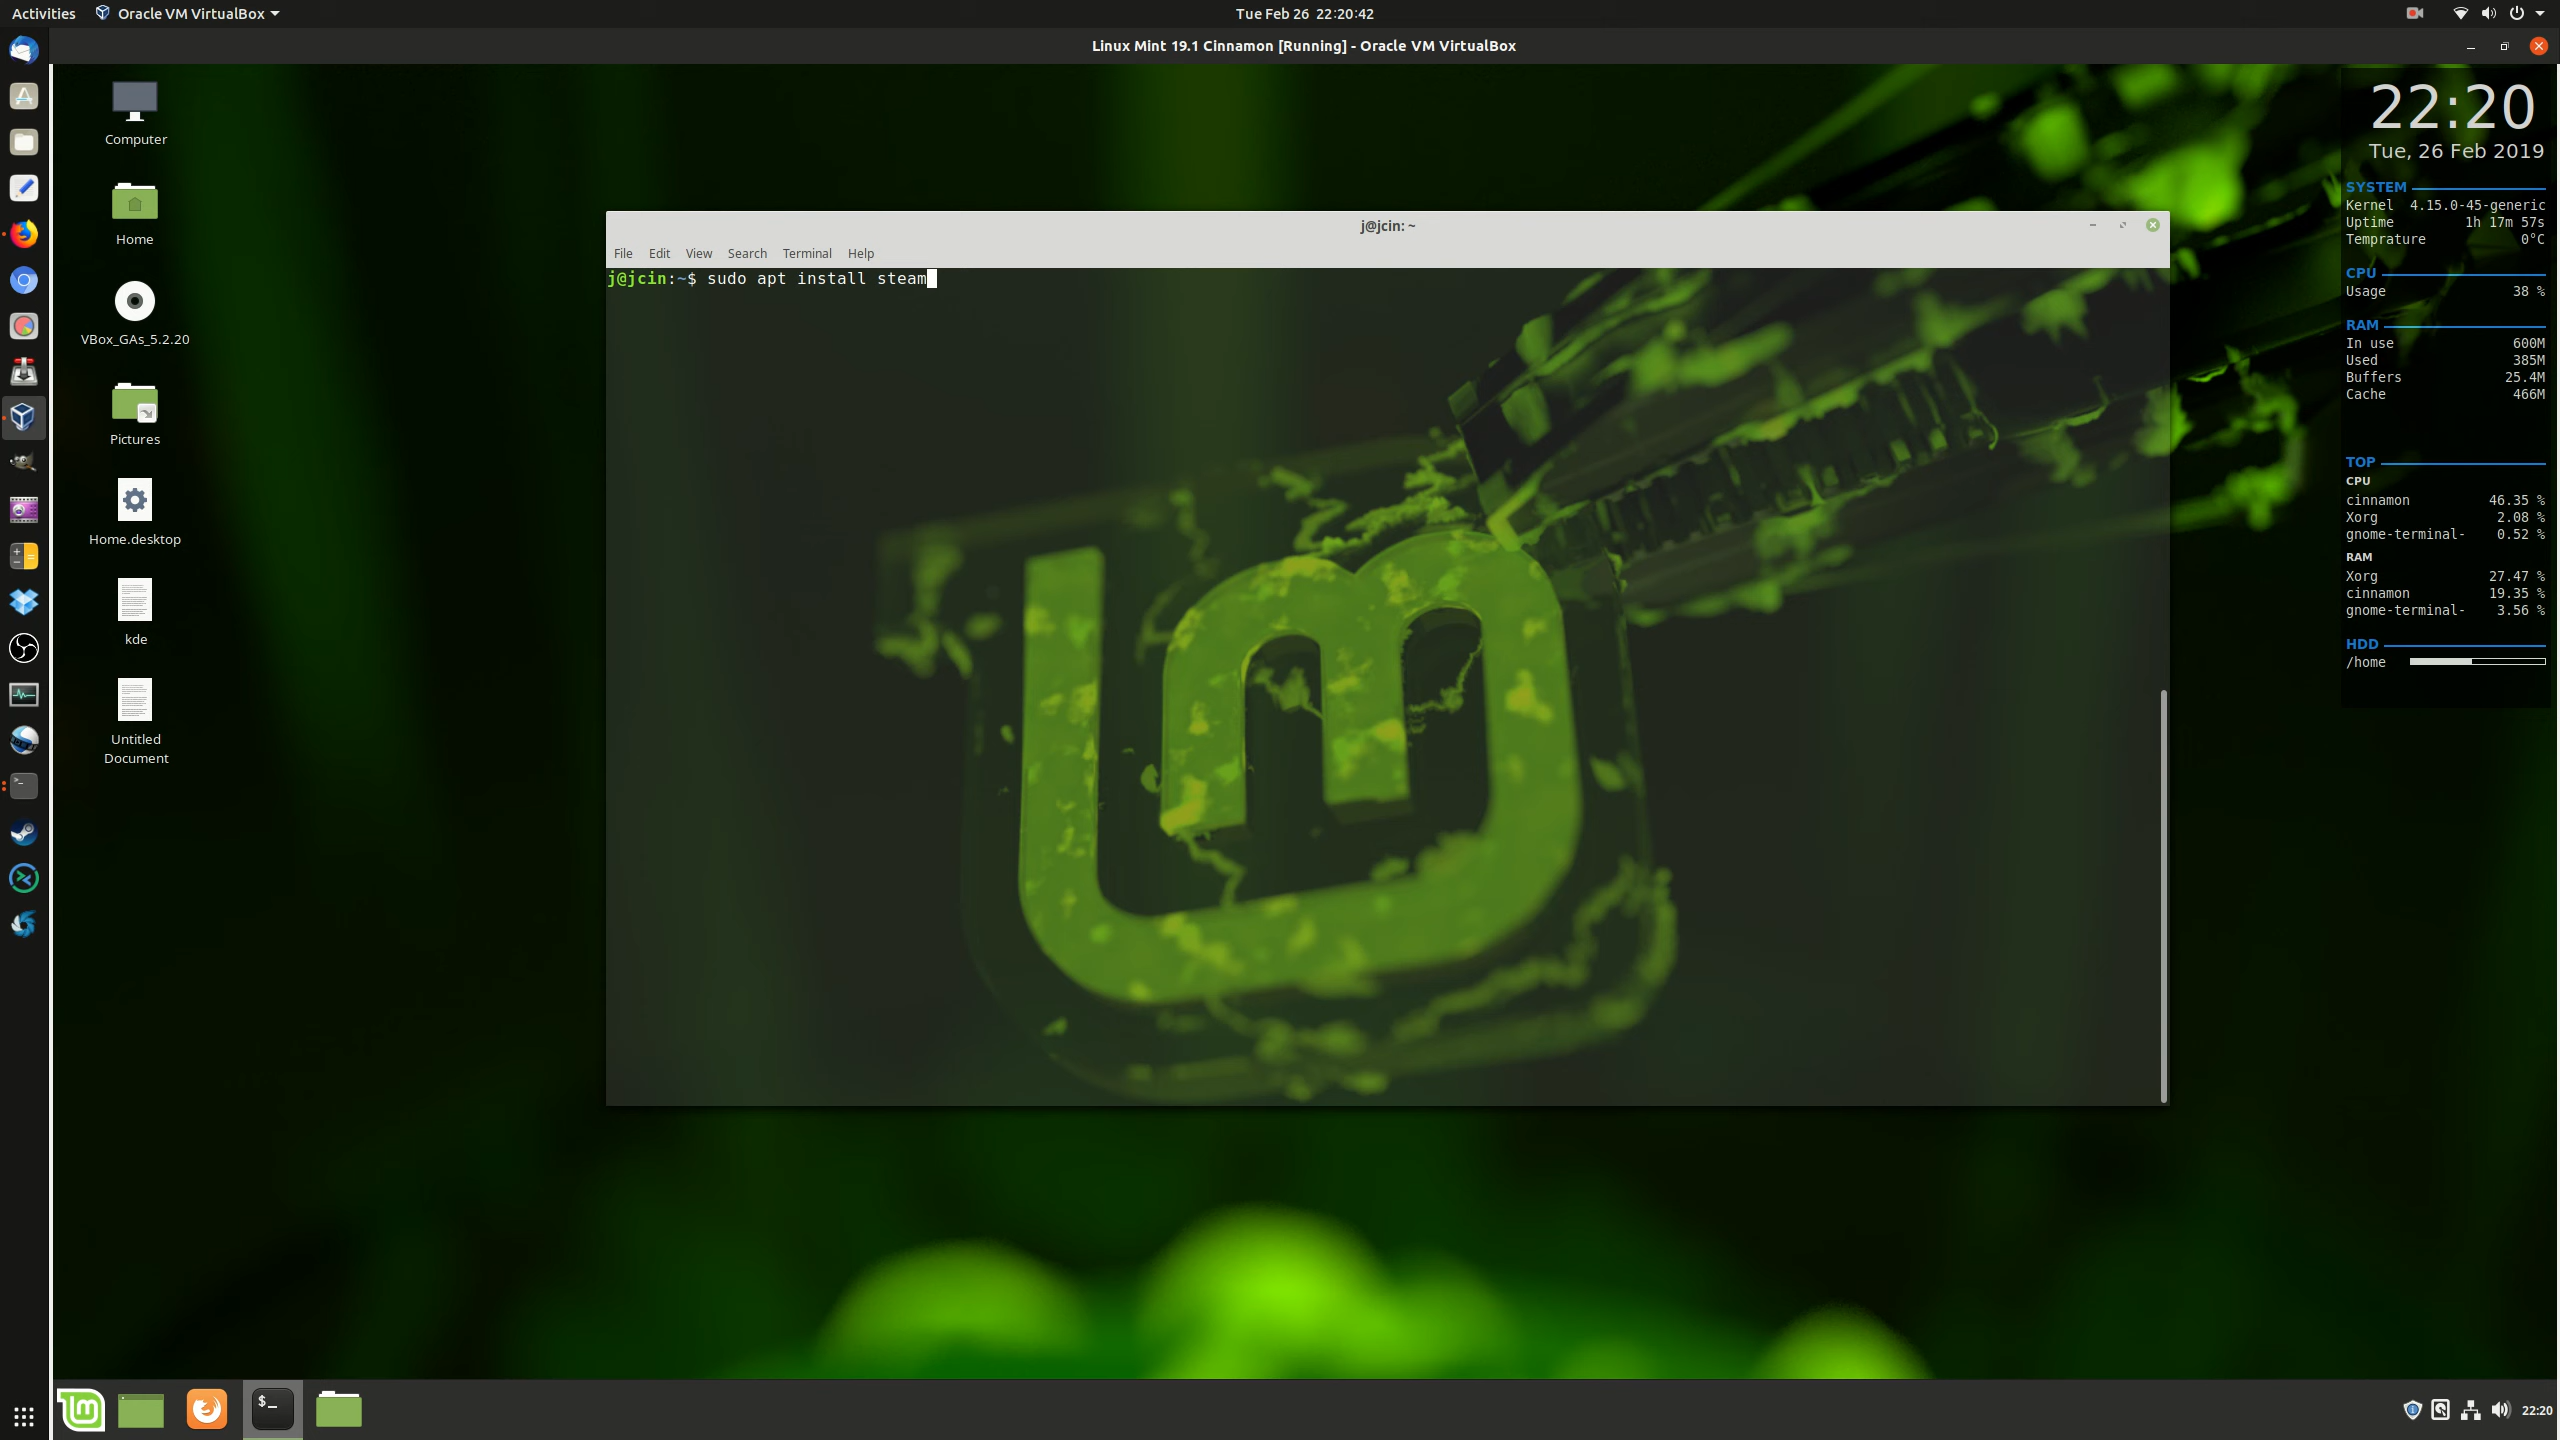 Activities Oracle VM VirtualBox Tue Feb 26 22:20:42
Linux Mint 19.1 Cinnamon [Running] - Oracle VM VirtualBox
Computer
Home
VBox_GAs_5.2.20
Pictures
Home.desktop
kde
Untitled
Document
j@jcin: ~
File Edit View Search Terminal Help
j@jcin:~$ sudo apt install steam
22:20
Tue, 26 Feb 2019
SYSTEM
Kernel 4.15.0-45-generic
Uptime 1h 17m 57s
Temprature 0°C
CPU
Usage 38 %
RAM
In use 600M
Used 385M
Buffers 25.4M
Cache 466M
TOP
CPU
cinnamon 46.35 %
Xorg 2.08 %
gnome-terminal- 0.52 %
RAM
Xorg 27.47 %
cinnamon 19.35 %
gnome-terminal- 3.56 %
HDD
/home
$_
22:20